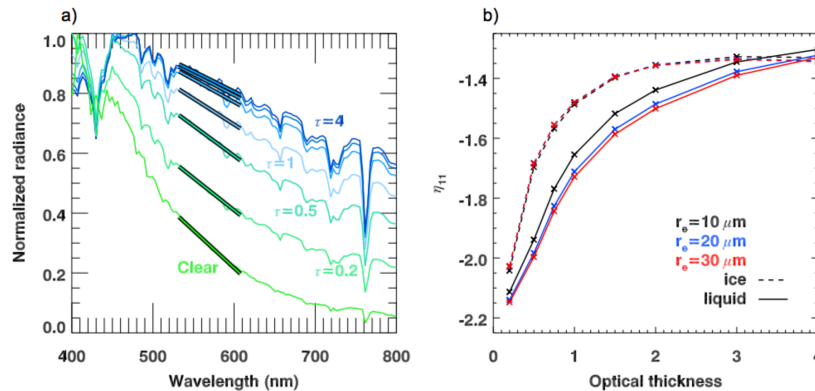 a)
1.0
0.8
0.6
0.4
0.2
0.0
Normalized radiance
τ=4
τ=1
τ=0.5
τ=0.2
Clear
400 500 600 700 800
Wavelength (nm)
b)
-1.4
-1.6
-1.8
-2.0
-2.2
η₁₁
rₑ=10 μm
rₑ=20 μm
rₑ=30 μm
ice
liquid
0 1 2 3 4
Optical thickness